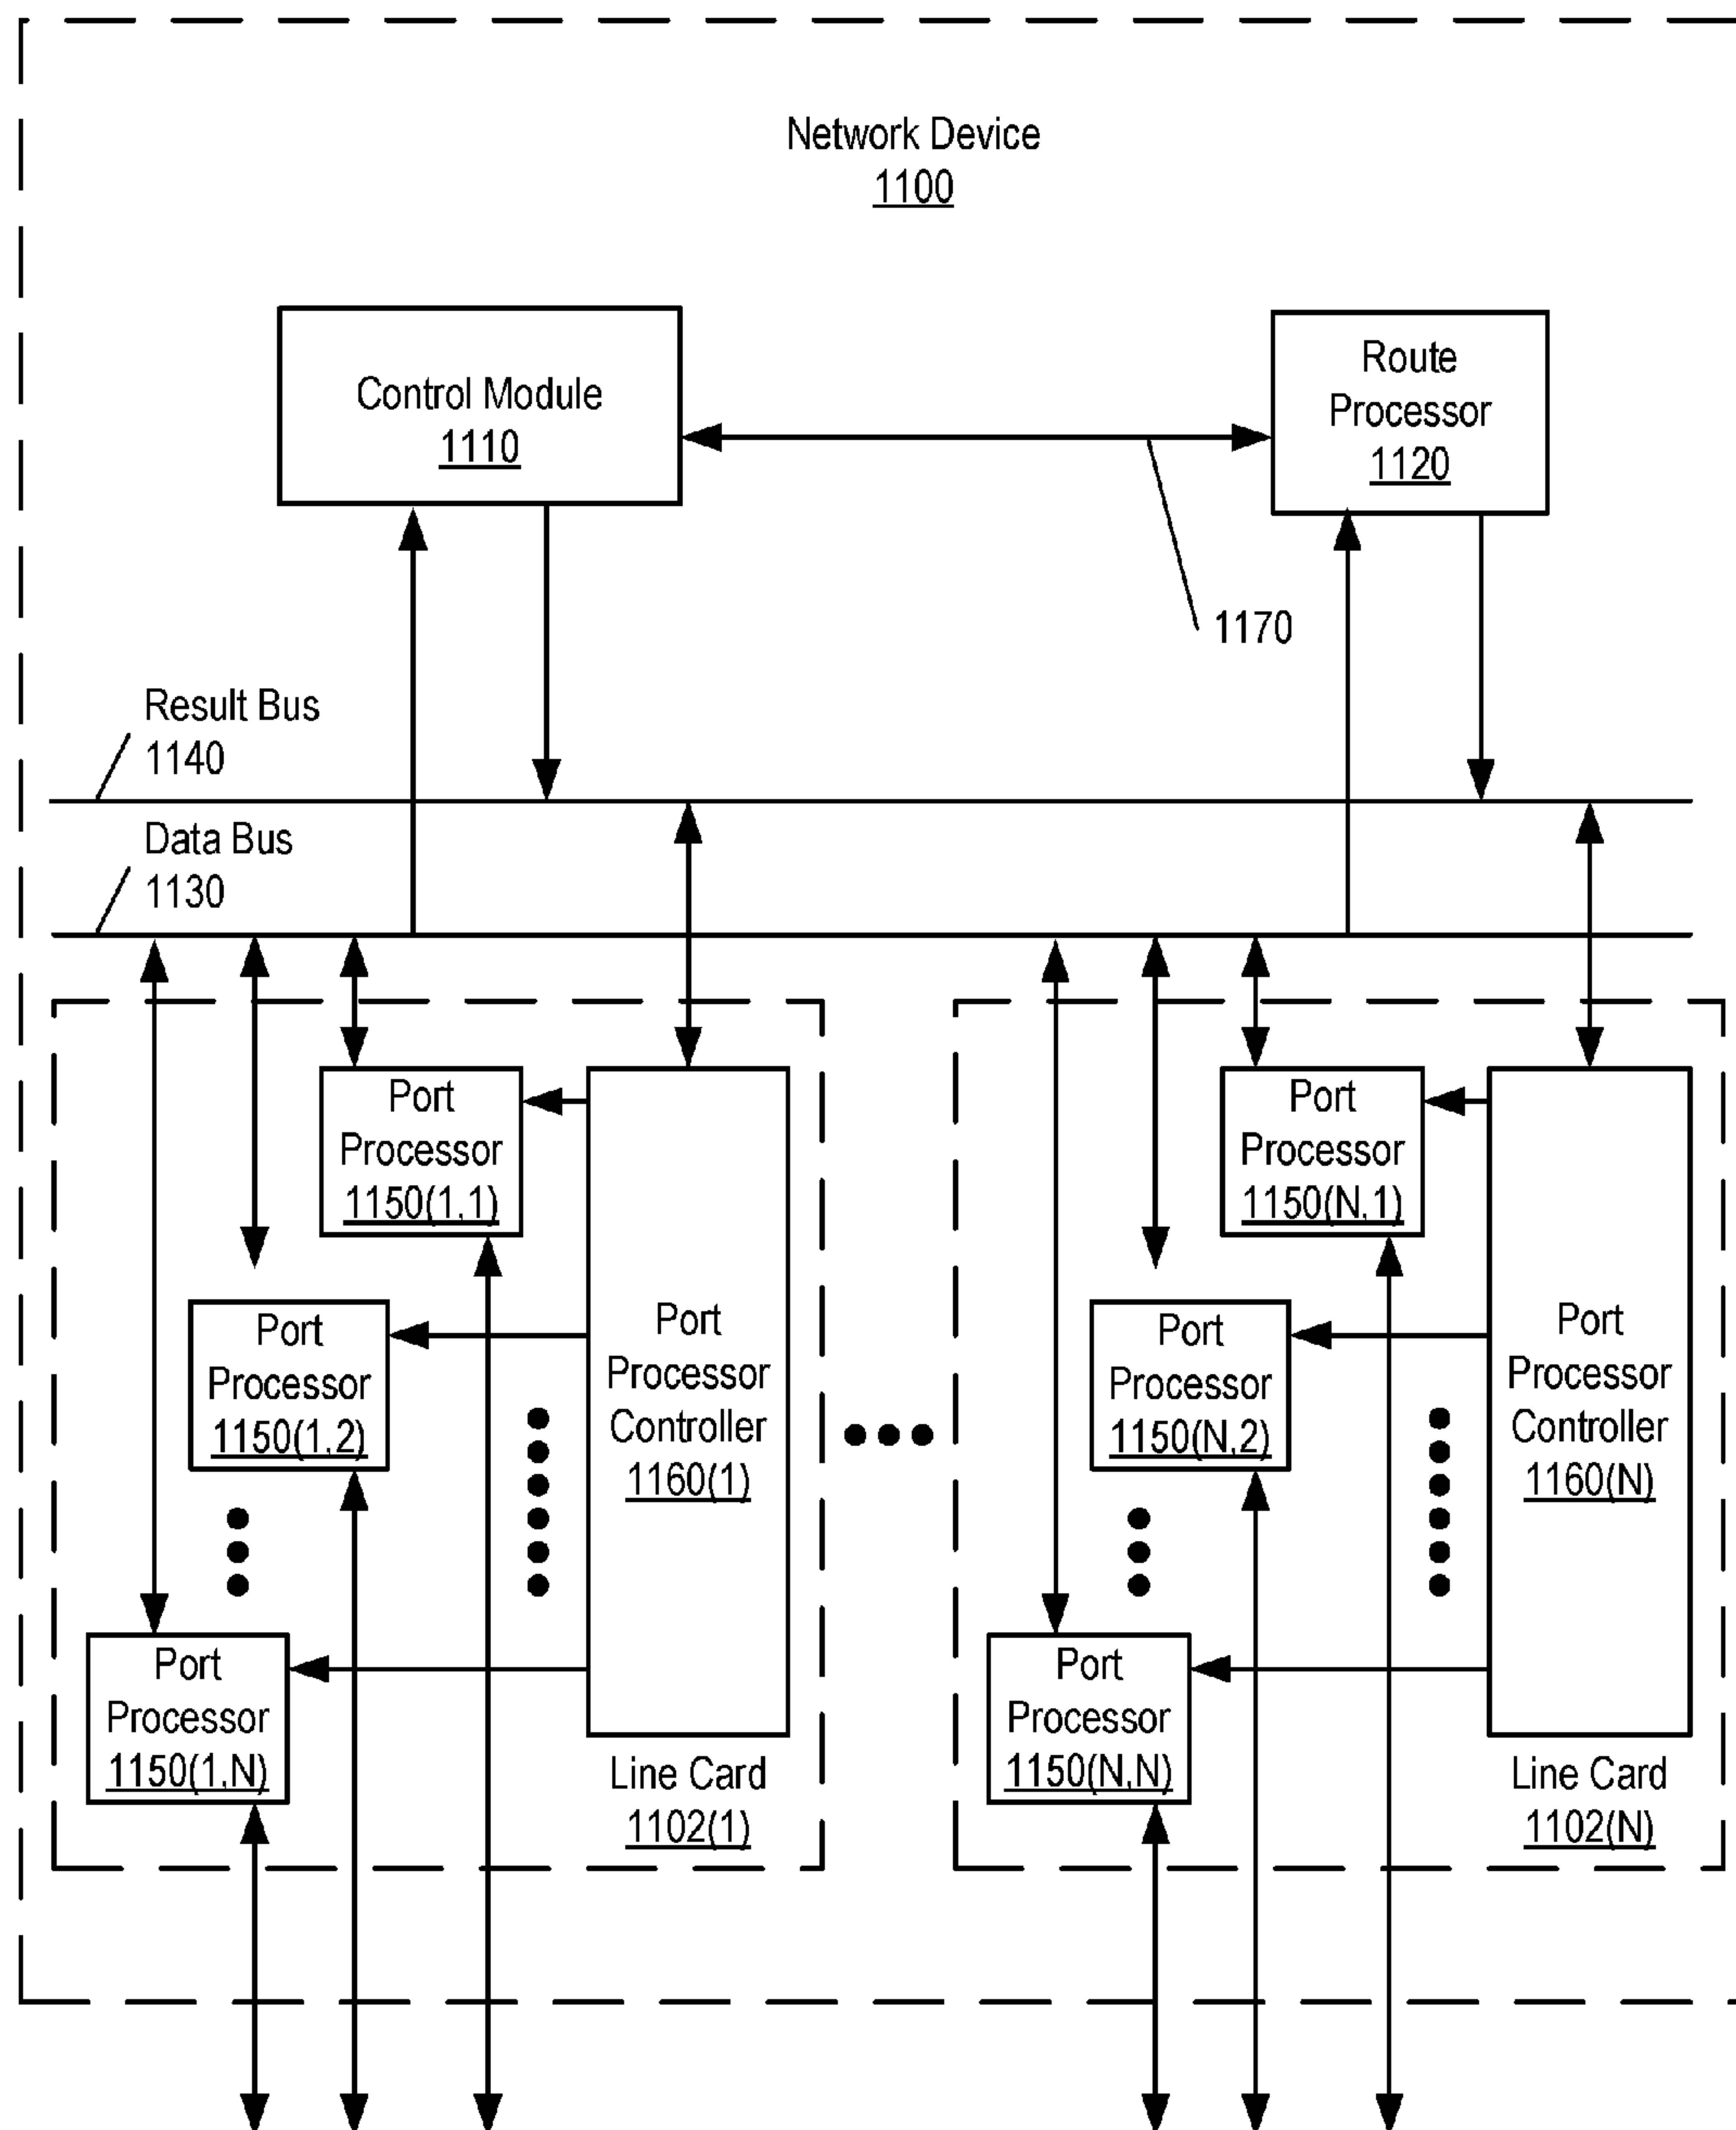 Network Device
1100
Control Module
1110
Route
Processor
1120
1170
Result Bus
1140
Data Bus
1130
Port
Processor
1150(1,1)
Port
Processor
1150(1,2)
Port
Processor
1150(1,N)
Port
Processor
Controller
1160(1)
Line Card
1102(1)
Port
Processor
1150(N,1)
Port
Processor
1150(N,2)
Port
Processor
1150(N,N)
Port
Processor
Controller
1160(N)
Line Card
1102(N)